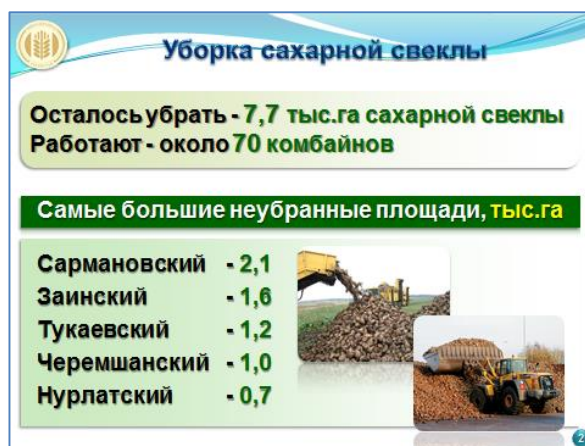 Уборка сахарной свеклы
Осталось убрать - 7,7 тыс.га сахарной свеклы
Работают - около 70 комбайнов
Самые большие неубранные площади, тыс.га
Сармановский - 2,1
Заинский - 1,6
Тукаевский - 1,2
Черемшанский - 1,0
Нурлатский - 0,7
2